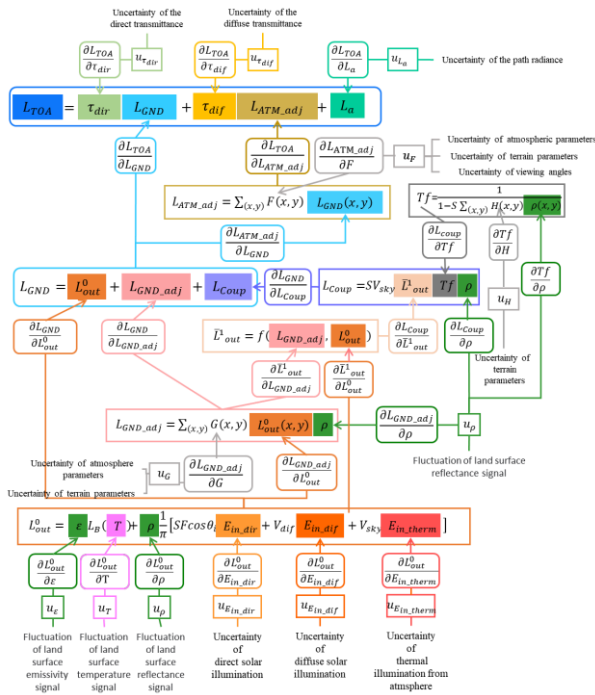 Uncertainty of the direct transmittance
Uncertainty of the diffuse transmittance
∂L_TOA/∂τ_dir
u_τ_dir
∂L_TOA/∂τ_dif
u_τ_dif
∂L_TOA/∂L_a
u_L_a
Uncertainty of the path radiance
L_TOA = τ_dir L_GND + τ_dif L_ATM_adj + L_a
∂L_TOA/∂L_GND
∂L_TOA/∂L_ATM_adj
∂L_ATM_adj/∂F
u_F
Uncertainty of atmospheric parameters
Uncertainty of terrain parameters
Uncertainty of viewing angles
L_ATM_adj = ∑_(x,y) F(x,y) L_GND(x,y)
Tf = 1/(1-S ∑_(x,y) H(x,y) ρ(x,y))
∂L_ATM_adj/∂L_GND
∂L_coup/∂Tf
∂Tf/∂H
∂Tf/∂ρ
L_GND = L⁰_out + L_GND_adj + L_Coup
∂L_GND/∂L_Coup
L_Coup = SV_sky L̄¹_out Tf ρ
u_H
∂L_GND/∂L⁰_out
∂L_GND/∂L_GND_adj
L̄¹_out = f( L_GND_adj, L⁰_out )
∂L_Coup/∂L̄¹_out
∂L_Coup/∂ρ
Uncertainty of terrain parameters
∂L̄¹_out/∂L_GND_adj
∂L̄¹_out/∂L⁰_out
L_GND_adj = ∑_(x,y) G(x,y) L⁰_out(x,y) ρ
∂L_GND_adj/∂ρ
u_ρ
Fluctuation of land surface reflectance signal
Uncertainty of atmosphere parameters
Uncertainty of terrain parameters
u_G
∂L_GND_adj/∂G
∂L_GND_adj/∂L⁰_out
L⁰_out = ε L_B( T )+ ρ 1/π [SFcosθ_i E_in_dir + V_dif E_in_dif + V_sky E_in_therm ]
∂L⁰_out/∂ε
∂L⁰_out/∂T
∂L⁰_out/∂ρ
∂L⁰_out/∂E_in_dir
∂L⁰_out/∂E_in_dif
∂L⁰_out/∂E_in_therm
u_ε
u_T
u_ρ
u_E_in_dir
u_E_in_dif
u_E_in_therm
Fluctuation of land surface emissivity signal
Fluctuation of land surface temperature signal
Fluctuation of land surface reflectance signal
Uncertainty of direct solar illumination
Uncertainty of diffuse solar illumination
Uncertainty of thermal illumination from atmpshere